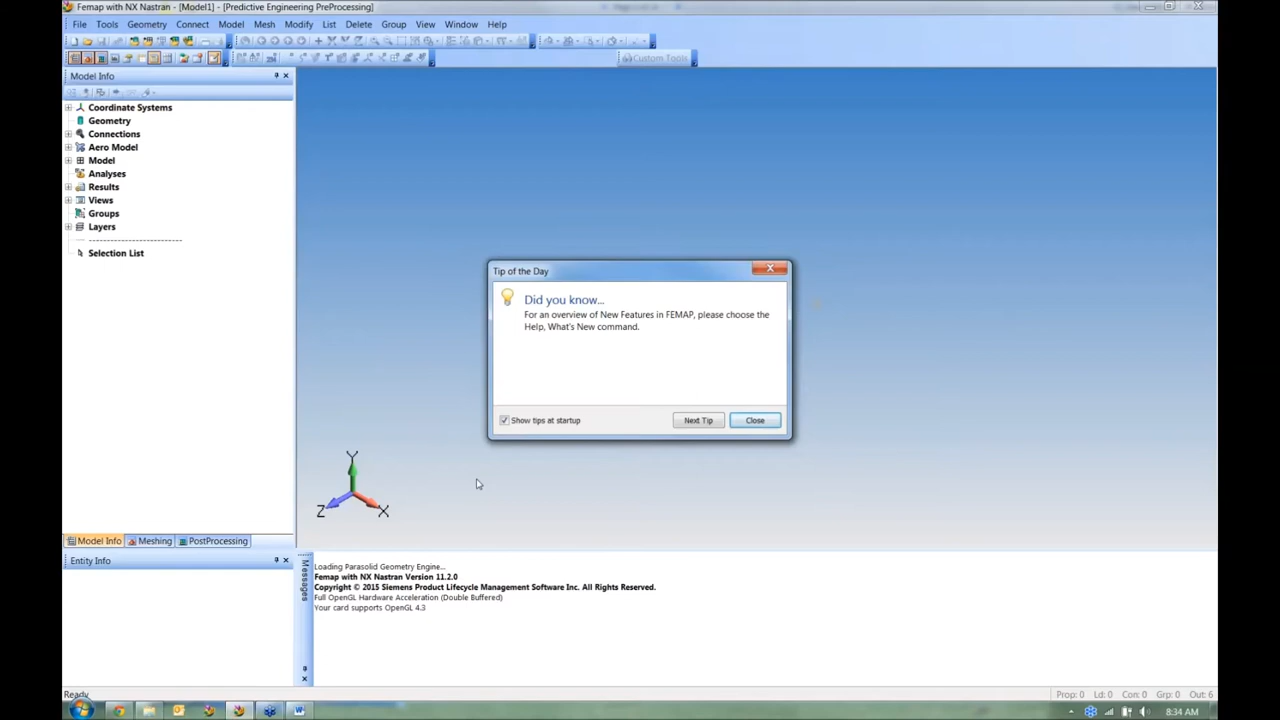 Femap with NX Nastran - [Model1] - [Predictive Engineering PreProcessing]
File Tools Geometry Connect Model Mesh Modify List Delete Group View Window Help
Custom Tools
Model Info
Coordinate Systems
Geometry
Connections
Aero Model
Model
Analyses
Results
Views
Groups
Layers
Selection List
Tip of the Day
Did you know...
For an overview of New Features in FEMAP, please choose the
Help, What's New command.
Show tips at startup Next Tip Close
Y
Z X
Model Info Meshing PostProcessing
Entity Info
Messages
Loading Parasolid Geometry Engine...
Femap with NX Nastran Version 11.2.0
Copyright © 2015 Siemens Product Lifecycle Management Software Inc. All Rights Reserved.
Full OpenGL Hardware Acceleration (Double Buffered)
Your card supports OpenGL 4.3
Ready Prop: 0 Ld: 0 Con: 0 Grp: 0 Out: 6
8:34 AM